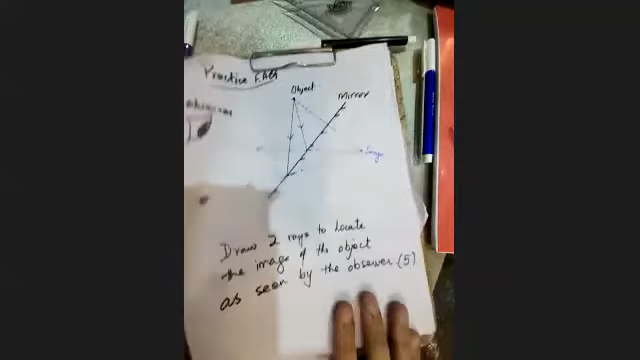 Practice
Object
Mirror
Image
Draw 2 rays to Locate
the image of the object
as seen by the observer. (5)